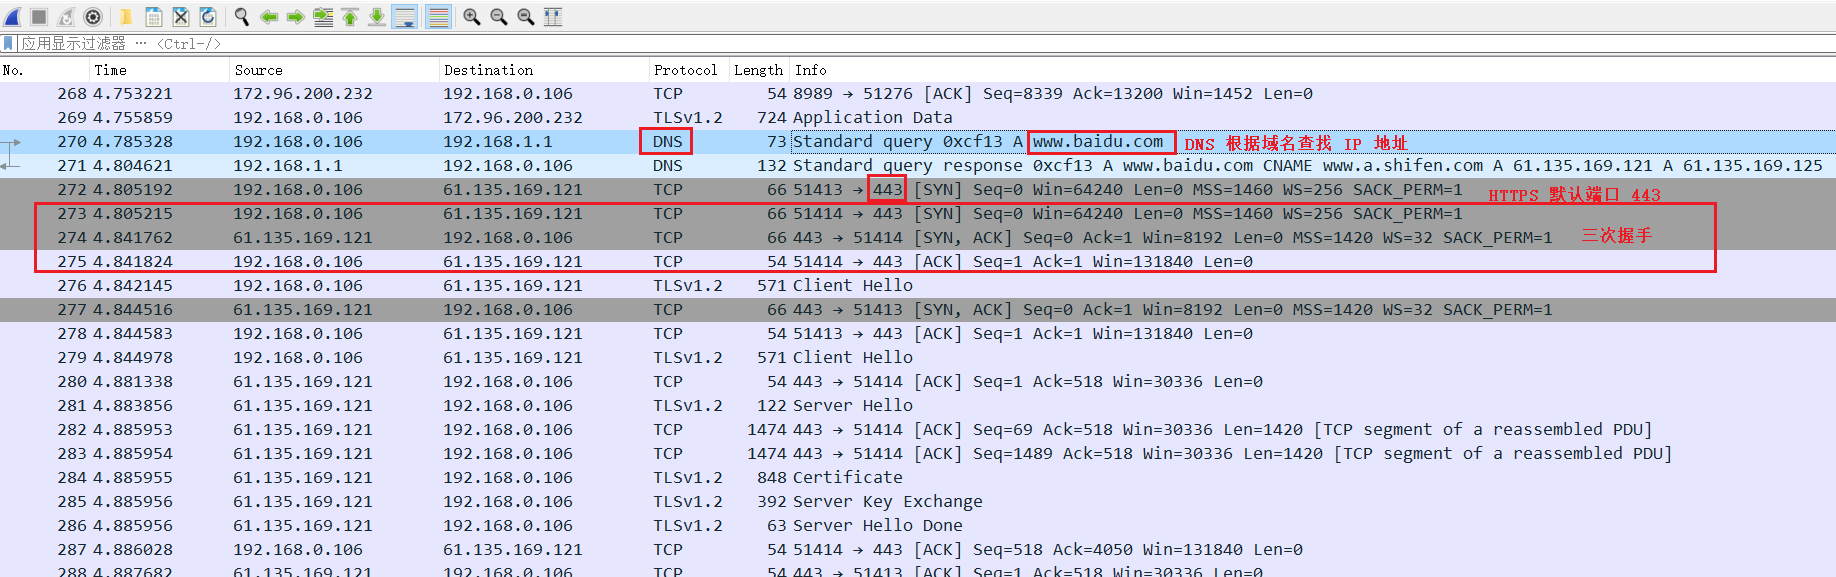 应用显示过滤器 ⋯ <Ctrl-/>
No. Time Source Destination Protocol Length Info
268 4.753221 172.96.200.232 192.168.0.106 TCP 54 8989 → 51276 [ACK] Seq=8339 Ack=13200 Win=1452 Len=0
269 4.755859 192.168.0.106 172.96.200.232 TLSv1.2 724 Application Data
270 4.785328 192.168.0.106 192.168.1.1 DNS 73 Standard query 0xcf13 A www.baidu.com DNS 根据域名查找 IP 地址
271 4.804621 192.168.1.1 192.168.0.106 DNS 132 Standard query response 0xcf13 A www.baidu.com CNAME www.a.shifen.com A 61.135.169.121 A 61.135.169.125
272 4.805192 192.168.0.106 61.135.169.121 TCP 66 51413 → 443 [SYN] Seq=0 Win=64240 Len=0 MSS=1460 WS=256 SACK_PERM=1
HTTPS 默认端口 443
273 4.805215 192.168.0.106 61.135.169.121 TCP 66 51414 → 443 [SYN] Seq=0 Win=64240 Len=0 MSS=1460 WS=256 SACK_PERM=1
274 4.841762 61.135.169.121 192.168.0.106 TCP 66 443 → 51414 [SYN, ACK] Seq=0 Ack=1 Win=8192 Len=0 MSS=1420 WS=32 SACK_PERM=1 三次握手
275 4.841824 192.168.0.106 61.135.169.121 TCP 54 51414 → 443 [ACK] Seq=1 Ack=1 Win=131840 Len=0
276 4.842145 192.168.0.106 61.135.169.121 TLSv1.2 571 Client Hello
277 4.844516 61.135.169.121 192.168.0.106 TCP 66 443 → 51413 [SYN, ACK] Seq=0 Ack=1 Win=8192 Len=0 MSS=1420 WS=32 SACK_PERM=1
278 4.844583 192.168.0.106 61.135.169.121 TCP 54 51413 → 443 [ACK] Seq=1 Ack=1 Win=131840 Len=0
279 4.844978 192.168.0.106 61.135.169.121 TLSv1.2 571 Client Hello
280 4.881338 61.135.169.121 192.168.0.106 TCP 54 443 → 51414 [ACK] Seq=1 Ack=518 Win=30336 Len=0
281 4.883856 61.135.169.121 192.168.0.106 TLSv1.2 122 Server Hello
282 4.885953 61.135.169.121 192.168.0.106 TCP 1474 443 → 51414 [ACK] Seq=69 Ack=518 Win=30336 Len=1420 [TCP segment of a reassembled PDU]
283 4.885954 61.135.169.121 192.168.0.106 TCP 1474 443 → 51414 [ACK] Seq=1489 Ack=518 Win=30336 Len=1420 [TCP segment of a reassembled PDU]
284 4.885955 61.135.169.121 192.168.0.106 TLSv1.2 848 Certificate
285 4.885956 61.135.169.121 192.168.0.106 TLSv1.2 392 Server Key Exchange
286 4.885956 61.135.169.121 192.168.0.106 TLSv1.2 63 Server Hello Done
287 4.886028 192.168.0.106 61.135.169.121 TCP 54 51414 → 443 [ACK] Seq=518 Ack=4050 Win=131840 Len=0
288 4.887682 61.135.169.121 192.168.0.106 TCP 54 443 → 51413 [ACK] Seq=1 Ack=518 Win=30336 Len=0